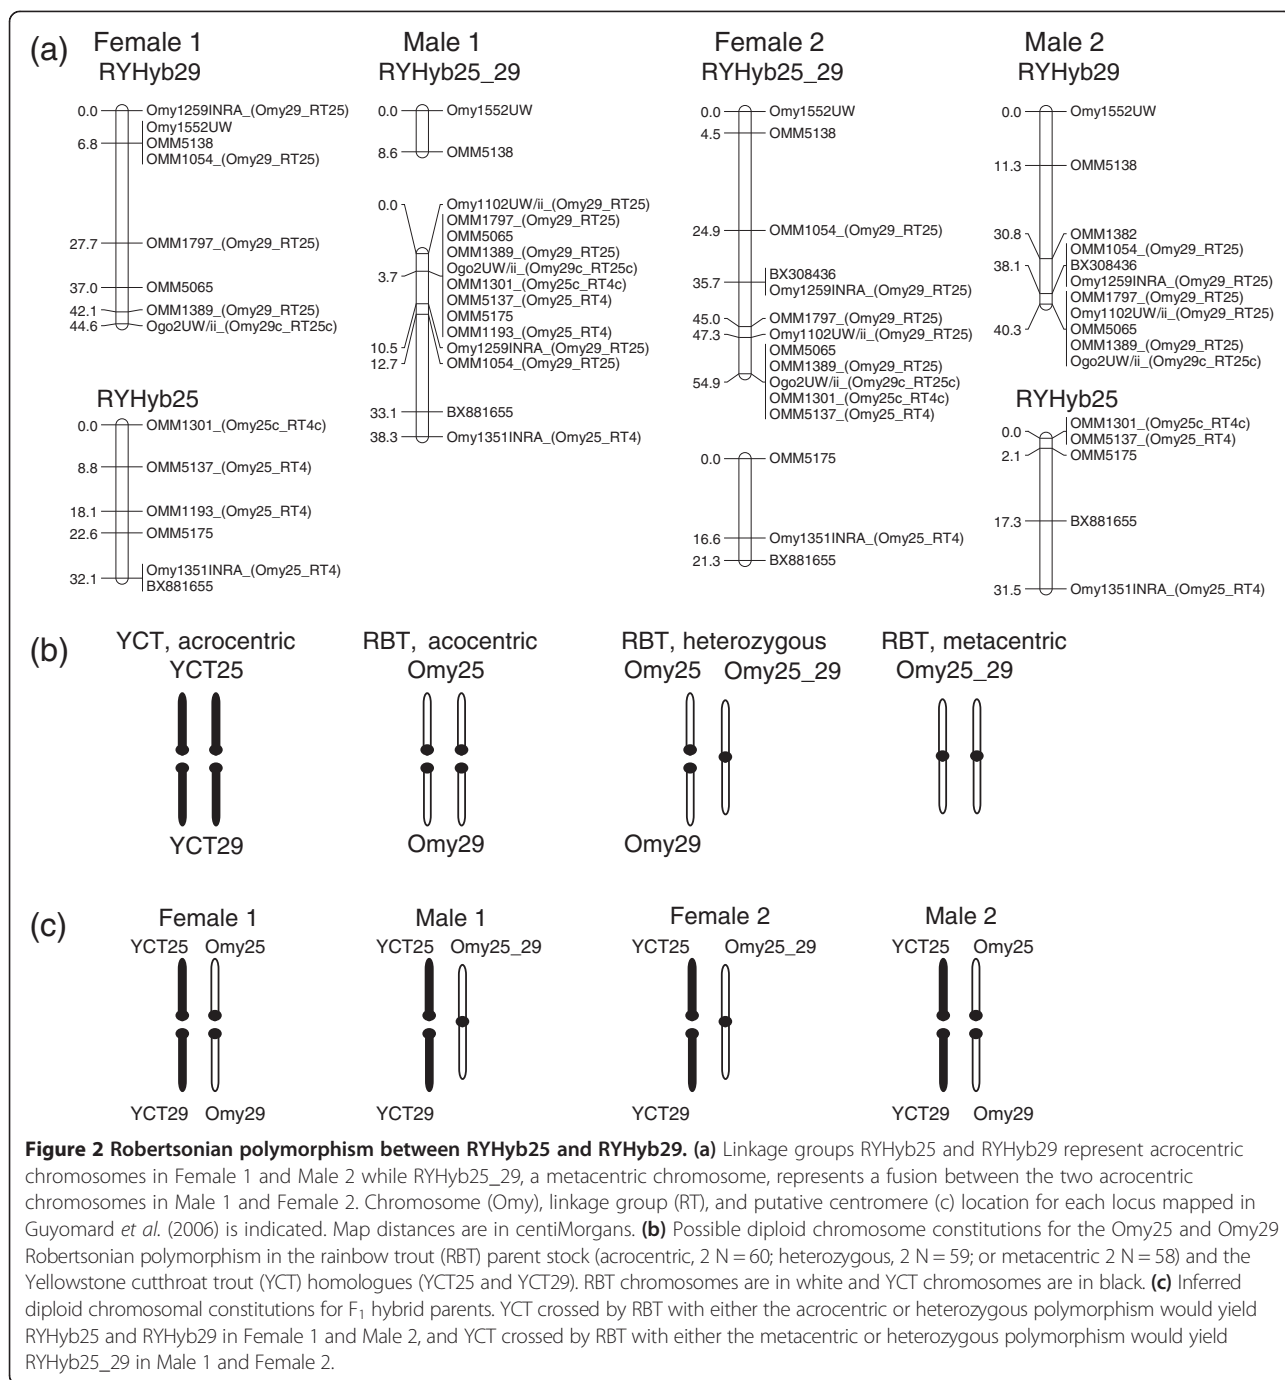 (a)
Female 1
RYHyb29
0.0 Omy1259INRA_(Omy29_RT25)
Omy1552UW
6.8 OMM5138
OMM1054_(Omy29_RT25)
27.7 OMM1797_(Omy29_RT25)
37.0 OMM5065
42.1 OMM1389_(Omy29_RT25)
44.6 Ogo2UW/ii_(Omy29c_RT25c)
RYHyb25
0.0 OMM1301_(Omy25c_RT4c)
8.8 OMM5137_(Omy25_RT4)
18.1 OMM1193_(Omy25_RT4)
22.6 OMM5175
Omy1351INRA_(Omy25_RT4)
32.1 BX881655
Male 1
RYHyb25_29
0.0 Omy1552UW
8.6 OMM5138
0.0 Omy1102UW/ii_(Omy29_RT25)
OMM1797_(Omy29_RT25)
OMM5065
OMM1389_(Omy29_RT25)
3.7 Ogo2UW/ii_(Omy29c_RT25c)
OMM1301_(Omy25c_RT4c)
OMM5137_(Omy25_RT4)
OMM5175
OMM1193_(Omy25_RT4)
10.5 Omy1259INRA_(Omy29_RT25)
12.7 OMM1054_(Omy29_RT25)
33.1 BX881655
38.3 Omy1351INRA_(Omy25_RT4)
Female 2
RYHyb25_29
0.0 Omy1552UW
4.5 OMM5138
24.9 OMM1054_(Omy29_RT25)
35.7 BX308436
Omy1259INRA_(Omy29_RT25)
45.0 OMM1797_(Omy29_RT25)
47.3 Omy1102UW/ii_(Omy29_RT25)
OMM5065
OMM1389_(Omy29_RT25)
54.9 Ogo2UW/ii_(Omy29c_RT25c)
OMM1301_(Omy25c_RT4c)
OMM5137_(Omy25_RT4)
0.0 OMM5175
16.6 Omy1351INRA_(Omy25_RT4)
21.3 BX881655
Male 2
RYHyb29
0.0 Omy1552UW
11.3 OMM5138
30.8 OMM1382
OMM1054_(Omy29_RT25)
38.1 BX308436
Omy1259INRA_(Omy29_RT25)
OMM1797_(Omy29_RT25)
Omy1102UW/ii_(Omy29_RT25)
40.3 OMM5065
OMM1389_(Omy29_RT25)
Ogo2UW/ii_(Omy29c_RT25c)
RYHyb25
0.0 OMM1301_(Omy25c_RT4c)
OMM5137_(Omy25_RT4)
2.1 OMM5175
17.3 BX881655
31.5 Omy1351INRA_(Omy25_RT4)
(b)
YCT, acrocentric
YCT25
YCT29
RBT, acocentric
Omy25
Omy29
RBT, heterozygous
Omy25 Omy25_29
Omy29
RBT, metacentric
Omy25_29
(c)
Female 1
YCT25 Omy25
YCT29 Omy29
Male 1
YCT25 Omy25_29
YCT29
Female 2
YCT25 Omy25_29
YCT29
Male 2
YCT25 Omy25
YCT29 Omy29
Figure 2 Robertsonian polymorphism between RYHyb25 and RYHyb29. (a) Linkage groups RYHyb25 and RYHyb29 represent acrocentric
chromosomes in Female 1 and Male 2 while RYHyb25_29, a metacentric chromosome, represents a fusion between the two acrocentric
chromosomes in Male 1 and Female 2. Chromosome (Omy), linkage group (RT), and putative centromere (c) location for each locus mapped in
Guyomard et al. (2006) is indicated. Map distances are in centiMorgans. (b) Possible diploid chromosome constitutions for the Omy25 and Omy29
Robertsonian polymorphism in the rainbow trout (RBT) parent stock (acrocentric, 2 N = 60; heterozygous, 2 N = 59; or metacentric 2 N = 58) and the
Yellowstone cutthroat trout (YCT) homologues (YCT25 and YCT29). RBT chromosomes are in white and YCT chromosomes are in black. (c) Inferred
diploid chromosomal constitutions for F1 hybrid parents. YCT crossed by RBT with either the acrocentric or heterozygous polymorphism would yield
RYHyb25 and RYHyb29 in Female 1 and Male 2, and YCT crossed by RBT with either the metacentric or heterozygous polymorphism would yield
RYHyb25_29 in Male 1 and Female 2.